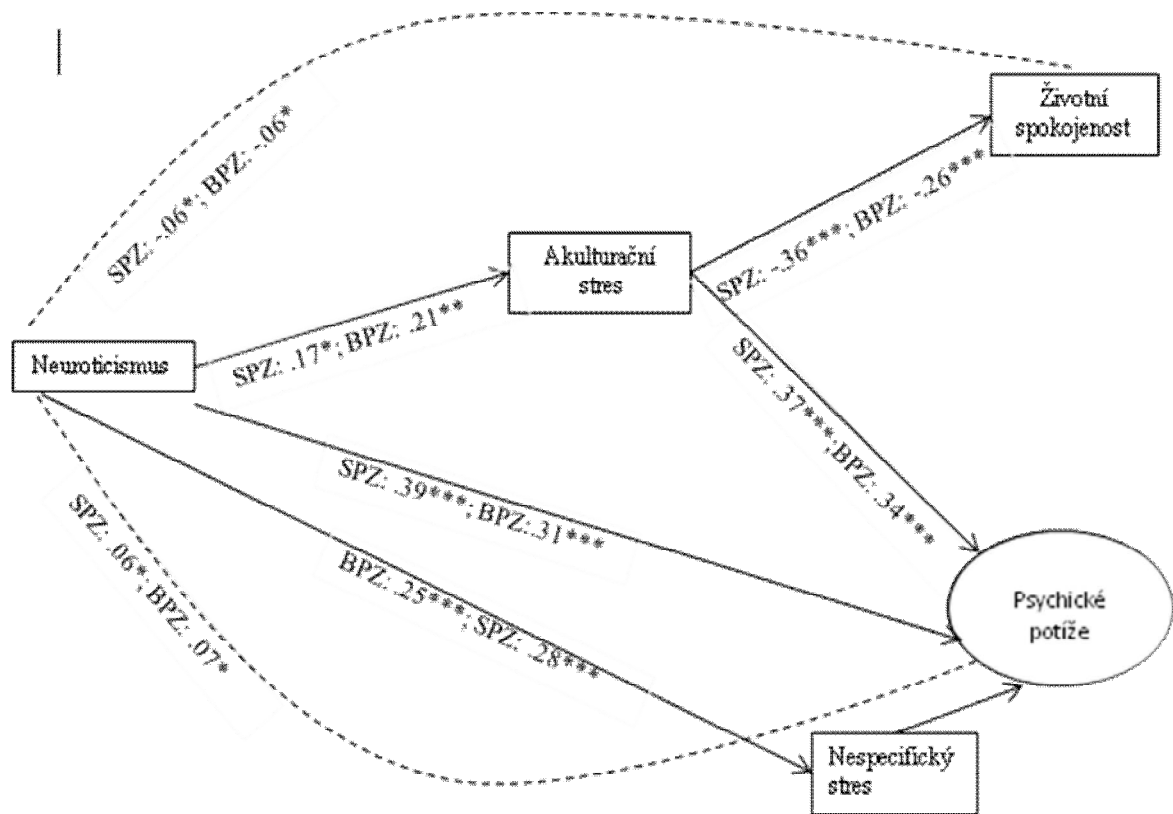 Životní
spokojenost
SPZ: -.06*; BPZ: -.06*
SPZ: -.36***; BPZ: -.26***
Akulturační
stres
SPZ: .17*; BPZ: .21**
Neuroticismus
SPZ: .37***;BPZ:.34***
SPZ: .39***; BPZ:.31***
BPZ: .25***; SPZ: .28***
SPZ: .06*; BPZ: .07*
Psychické
potíže
Nespecifický
stres